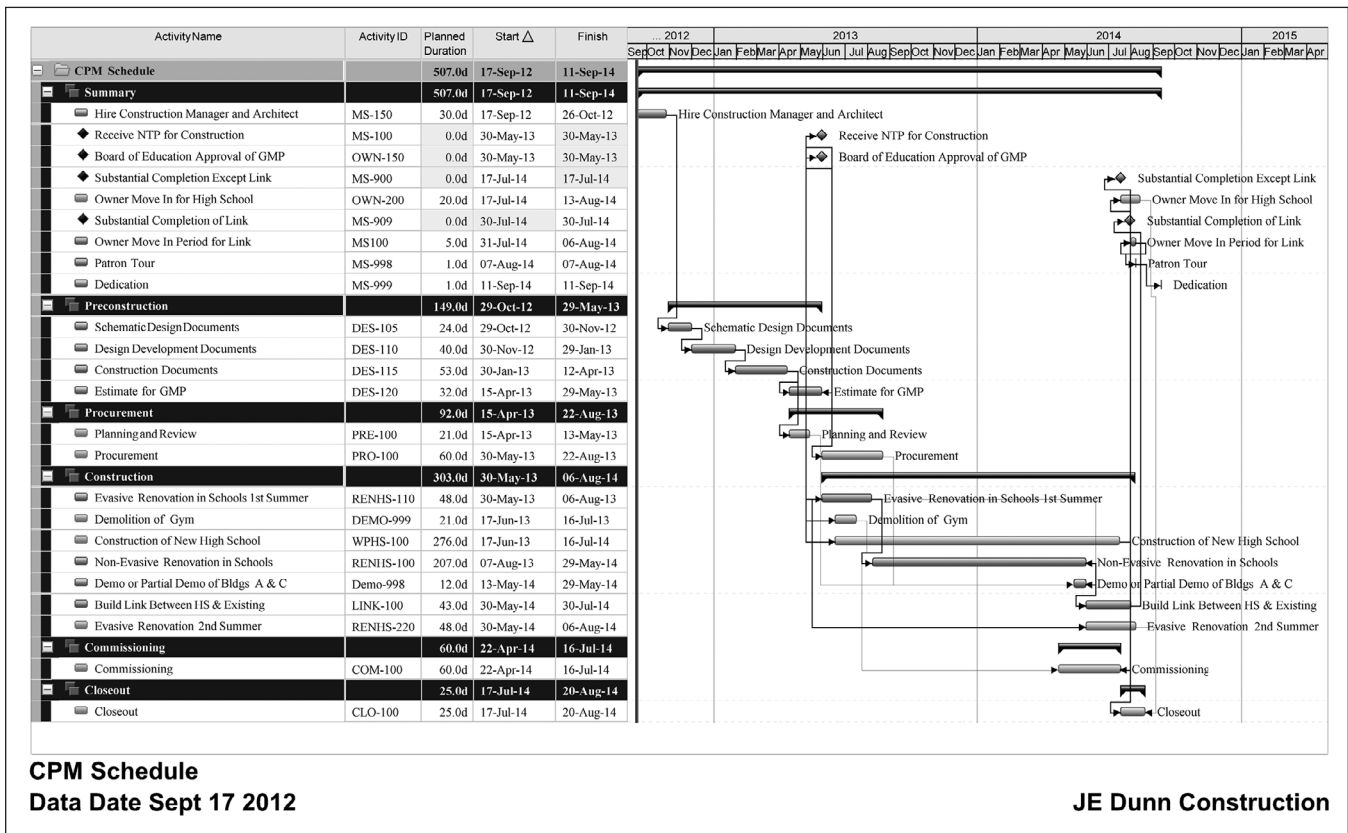 Activity Name Activity ID Planned Duration Start Finish ... 2012 2013 2014 2015
Sep Oct Nov Dec Jan Feb Mar Apr May Jun Jul Aug Sep Oct Nov Dec Jan Feb Mar Apr May Jun Jul Aug Sep Oct Nov Dec Jan Feb Mar Apr
CPM Schedule 507.0d 17-Sep-12 11-Sep-14
Summary 507.0d 17-Sep-12 11-Sep-14
Hire Construction Manager and Architect MS-150 30.0d 17-Sep-12 26-Oct-12 Hire Construction Manager and Architect
Receive NTP for Construction MS-100 0.0d 30-May-13 30-May-13 Receive NTP for Construction
Board of Education Approval of GMP OWN-150 0.0d 30-May-13 30-May-13 Board of Education Approval of GMP
Substantial Completion Except Link MS-900 0.0d 17-Jul-14 17-Jul-14 Substantial Completion Except Link
Owner Move In for High School OWN-200 20.0d 17-Jul-14 13-Aug-14 Owner Move In for High School
Substantial Completion of Link MS-909 0.0d 30-Jul-14 30-Jul-14 Substantial Completion of Link
Owner Move In Period for Link MS100 5.0d 31-Jul-14 06-Aug-14 Owner Move In Period for Link
Patron Tour MS-998 1.0d 07-Aug-14 07-Aug-14 Patron Tour
Dedication MS-999 1.0d 11-Sep-14 11-Sep-14 Dedication
Preconstruction 149.0d 29-Oct-12 29-May-13
Schematic Design Documents DES-105 24.0d 29-Oct-12 30-Nov-12 Schematic Design Documents
Design Development Documents DES-110 40.0d 30-Nov-12 29-Jan-13 Design Development Documents
Construction Documents DES-115 53.0d 30-Jan-13 12-Apr-13 Construction Documents
Estimate for GMP DES-120 32.0d 15-Apr-13 29-May-13 Estimate for GMP
Procurement 92.0d 15-Apr-13 22-Aug-13
Planning and Review PRE-100 21.0d 15-Apr-13 13-May-13 Planning and Review
Procurement PRO-100 60.0d 30-May-13 22-Aug-13 Procurement
Construction 303.0d 30-May-13 06-Aug-14
Evasive Renovation in Schools 1st Summer RENHS-110 48.0d 30-May-13 06-Aug-13 Evasive Renovation in Schools 1st Summer
Demolition of Gym DEMO-999 21.0d 17-Jun-13 16-Jul-13 Demolition of Gym
Construction of New High School WPHS-100 276.0d 17-Jun-13 16-Jul-14 Construction of New High School
Non-Evasive Renovation in Schools RENHS-100 207.0d 07-Aug-13 29-May-14 Non-Evasive Renovation in Schools
Demo or Partial Demo of Bldgs A & C Demo-998 12.0d 13-May-14 29-May-14 Demo or Partial Demo of Bldgs A & C
Build Link Between HS & Existing LINK-100 43.0d 30-May-14 30-Jul-14 Build Link Between HS & Existing
Evasive Renovation 2nd Summer RENHS-220 48.0d 30-May-14 06-Aug-14 Evasive Renovation 2nd Summer
Commissioning 60.0d 22-Apr-14 16-Jul-14
Commissioning COM-100 60.0d 22-Apr-14 16-Jul-14 Commissioning
Closeout 25.0d 17-Jul-14 20-Aug-14
Closeout CLO-100 25.0d 17-Jul-14 20-Aug-14 Closeout
CPM Schedule
Data Date Sept 17 2012 JE Dunn Construction